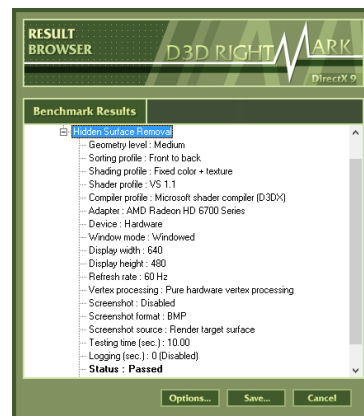 RESULT
BROWSER
D3D RIGHTMARK
DirectX 9
Benchmark Results
Hidden Surface Removal
Geometry level : Medium
Sorting profile : Front to back
Shading profile : Fixed color + texture
Shader profile : VS 1.1
Compiler profile : Microsoft shader compiler (D3DX)
Adapter : AMD Radeon HD 6700 Series
Device : Hardware
Window mode : Windowed
Display width : 640
Display height : 480
Refresh rate : 60 Hz
Vertex processing : Pure hardware vertex processing
Screenshot : Disabled
Screenshot format : BMP
Screenshot source : Render target surface
Testing time (sec.) : 10.00
Logging (sec.) : 0 (Disabled)
Status : Passed
Options... Save... Cancel